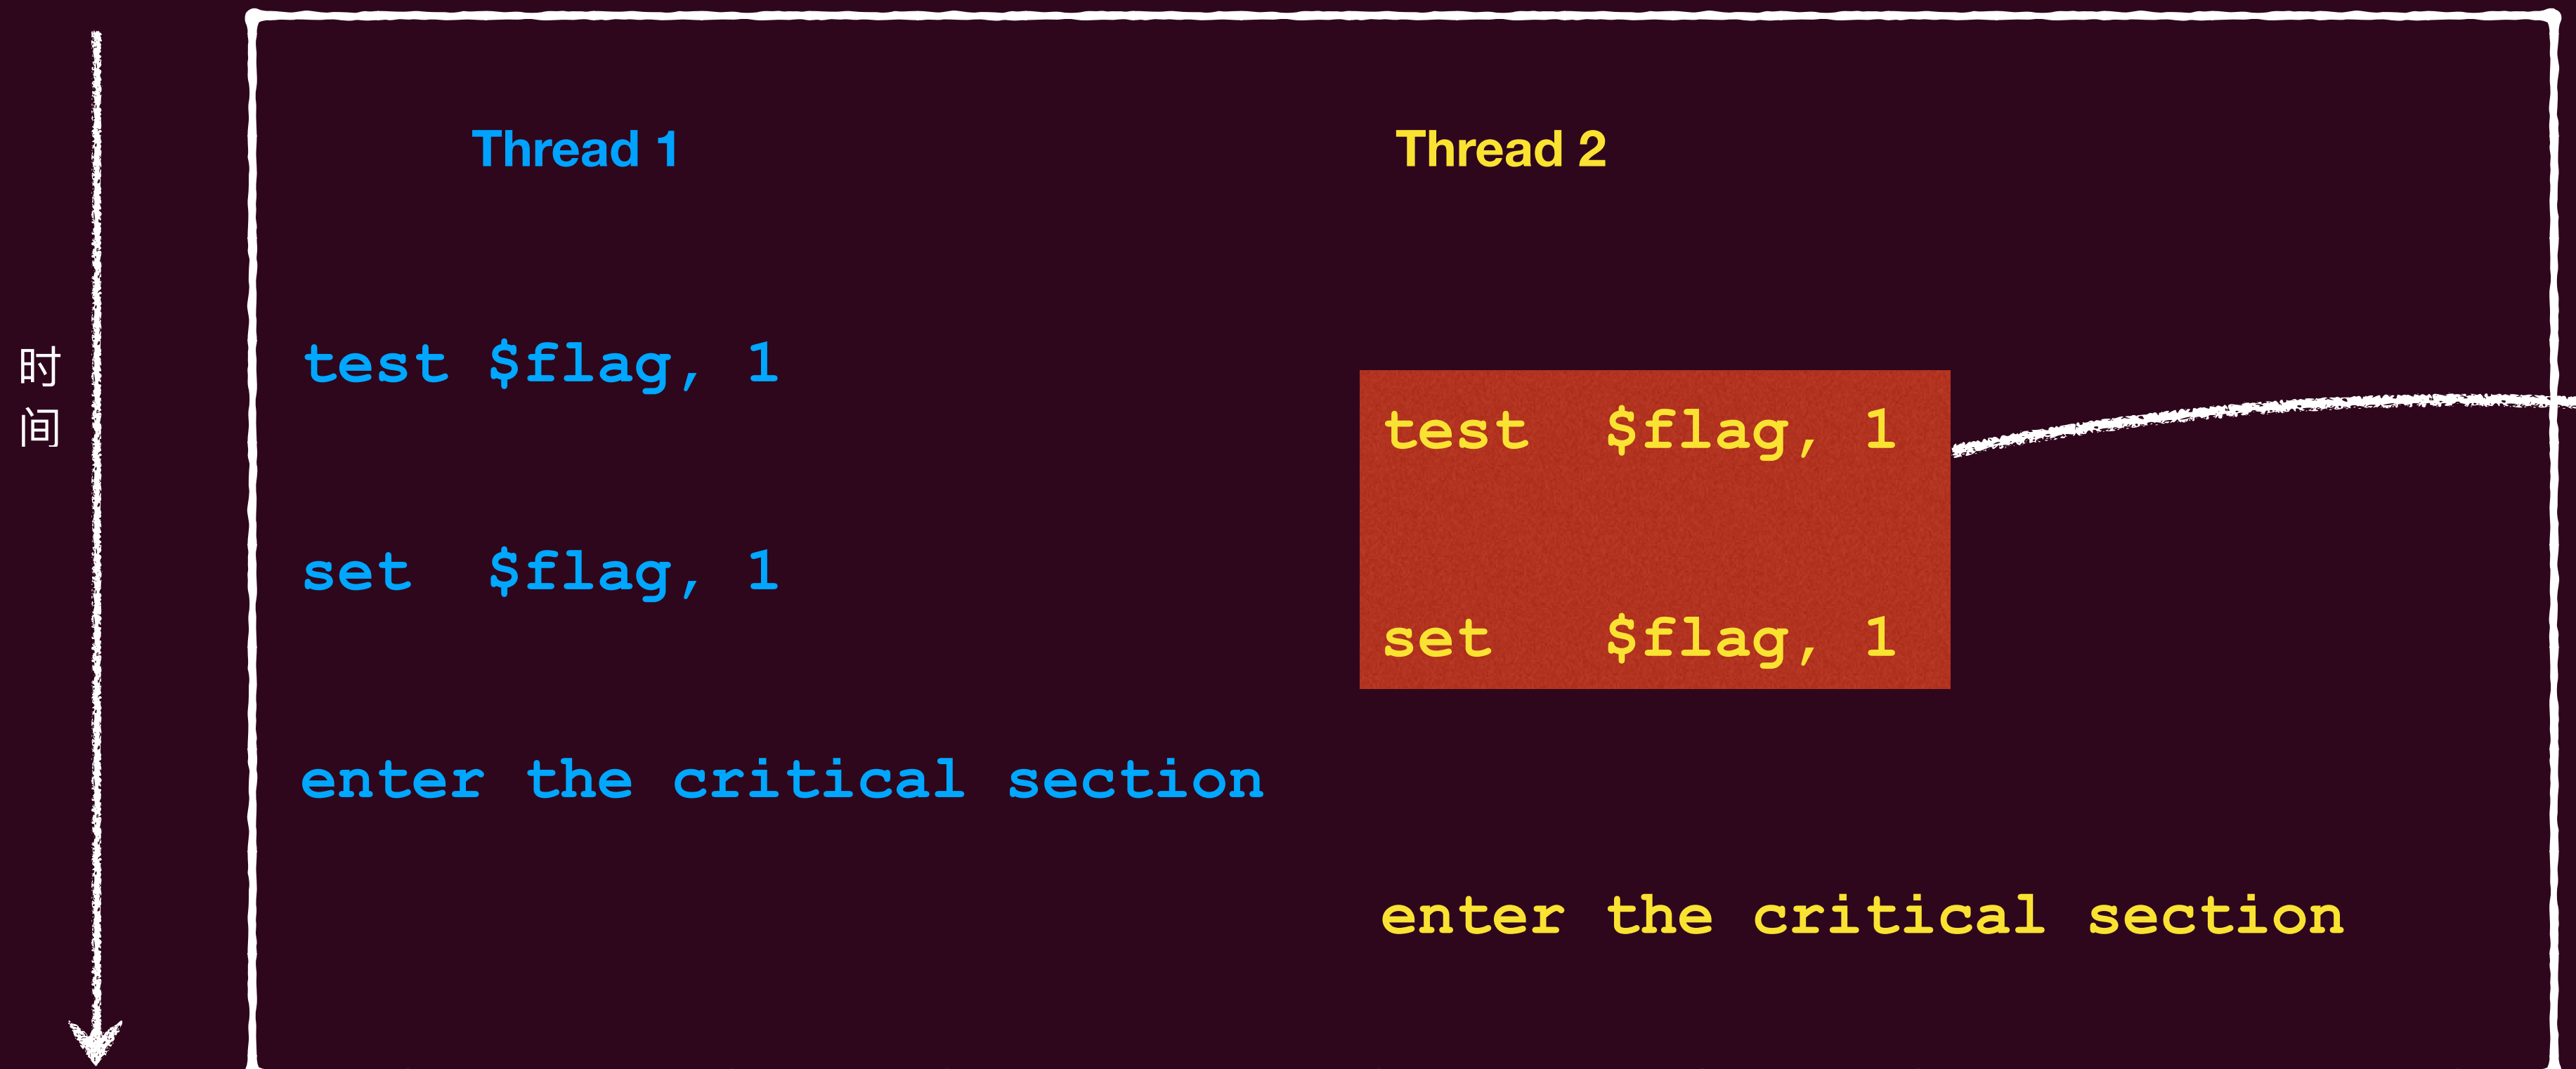 时
间
Thread 1
Thread 2
test $flag, 1
test $flag, 1
set $flag, 1
set $flag, 1
enter the critical section
enter the critical section